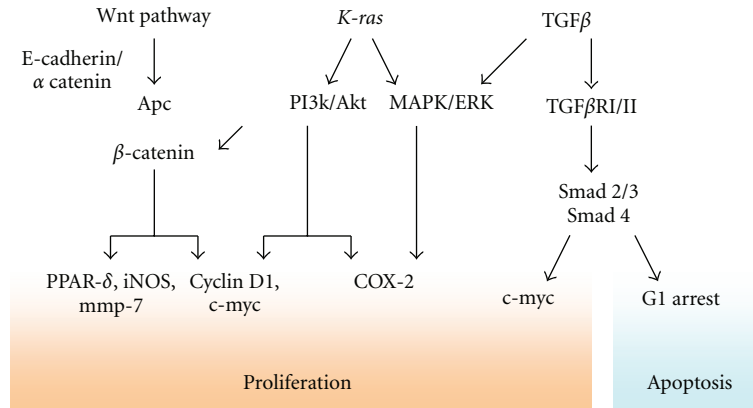 Wnt pathway
K-ras
TGFβ
E-cadherin/
α catenin
Apc
PI3k/Akt
MAPK/ERK
TGFβRI/II
β-catenin
Smad 2/3
Smad 4
PPAR-δ, iNOS,
mmp-7
Cyclin D1,
c-myc
COX-2
c-myc
G1 arrest
Proliferation
Apoptosis